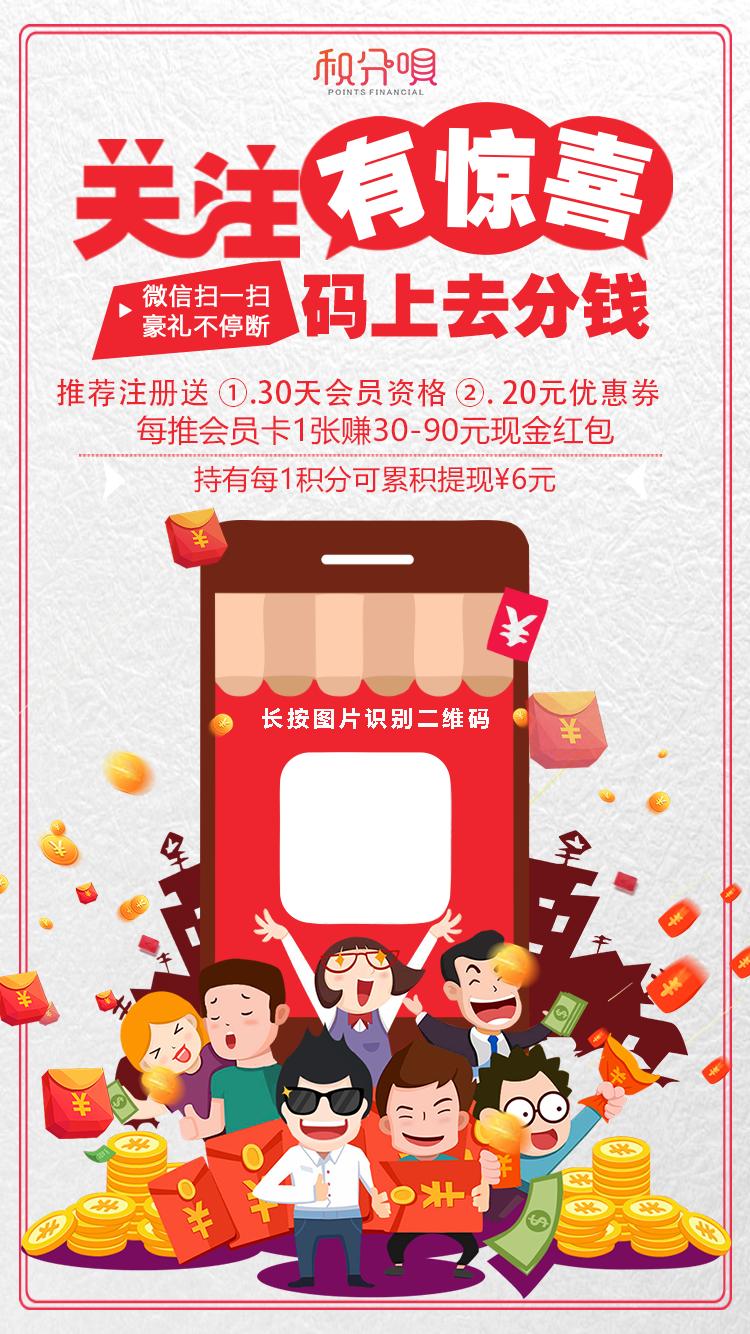 积分呗
POINTS FINANCIAL
关注有惊喜
微信扫一扫
豪礼不停断
码上去分钱
推荐注册送 ①.30天会员资格 ②. 20元优惠券
每推会员卡1张赚30-90元现金红包
持有每1积分可累积提现¥6元
长按图片识别二维码